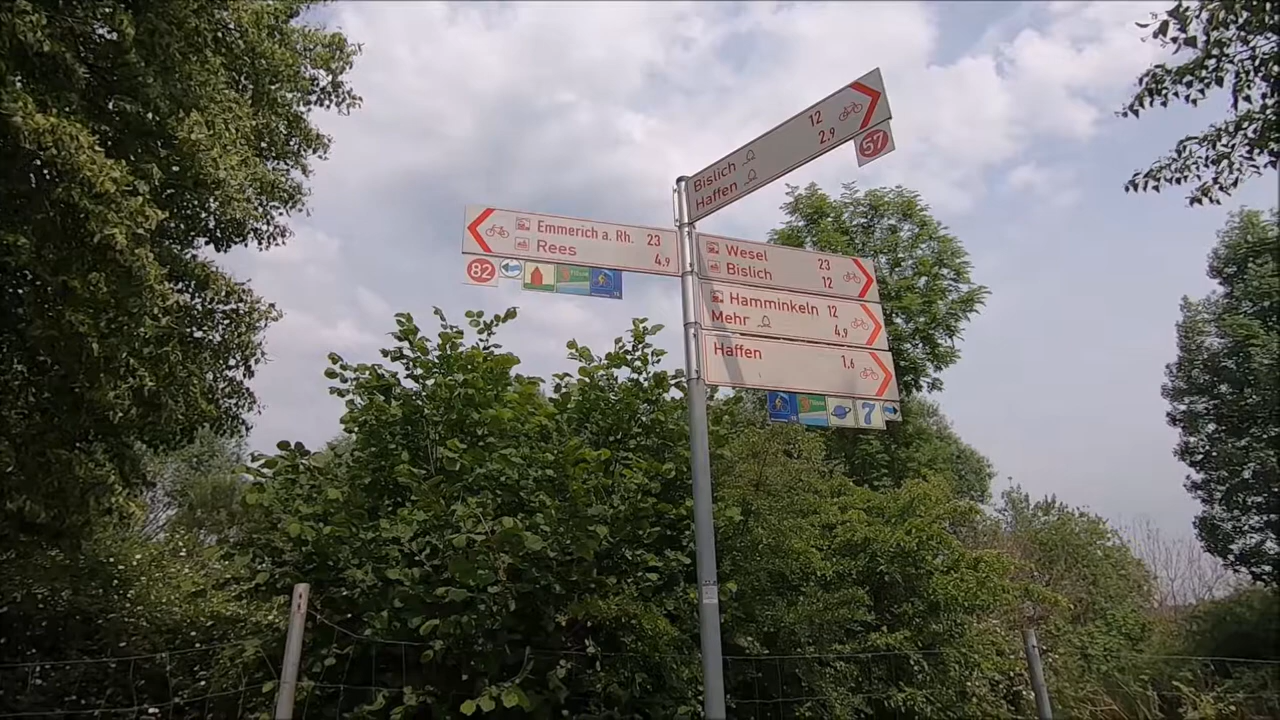 Bislich 12
Haffen 2.9
57
Emmerich a. Rh. 23
Rees 4.9
82
Wesel 23
Bislich 12
Hamminkeln 12
Mehr 4,9
Haffen 1,6
7